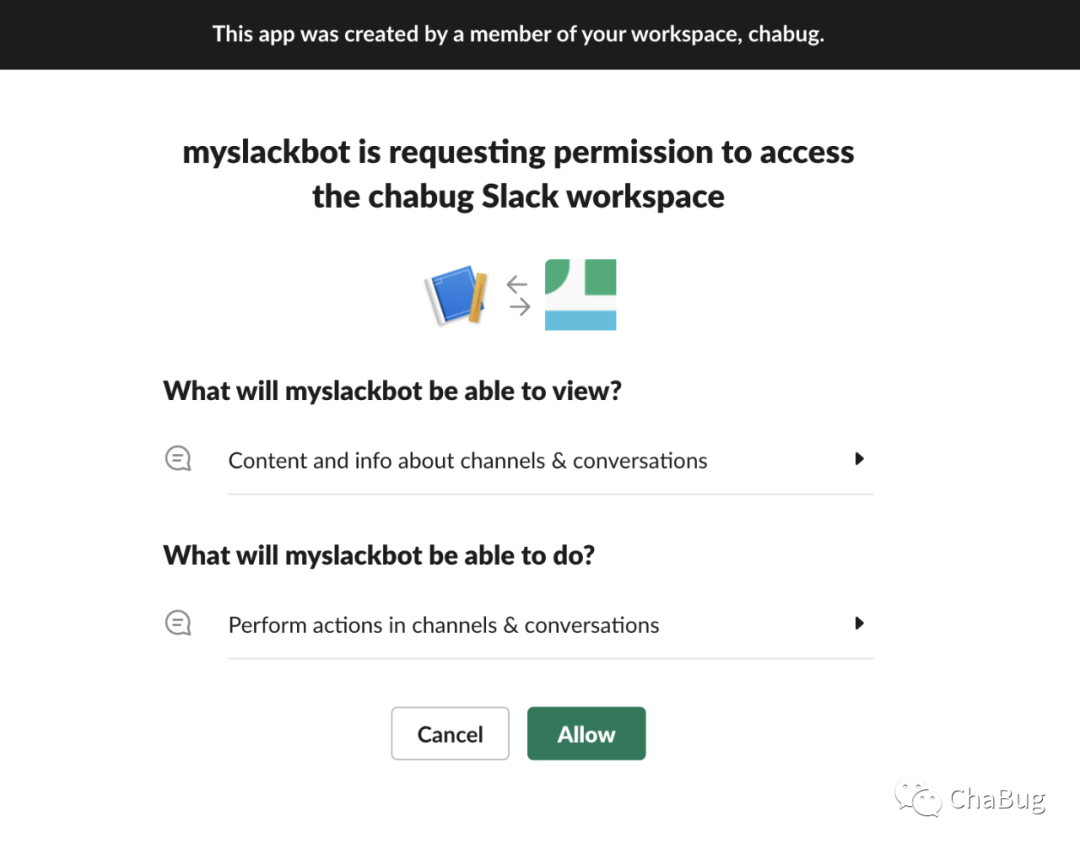 This app was created by a member of your workspace, chabug.
myslackbot is requesting permission to access
the chabug Slack workspace
What will myslackbot be able to view?
Content and info about channels & conversations
What will myslackbot be able to do?
Perform actions in channels & conversations
Cancel
Allow
ChaBug